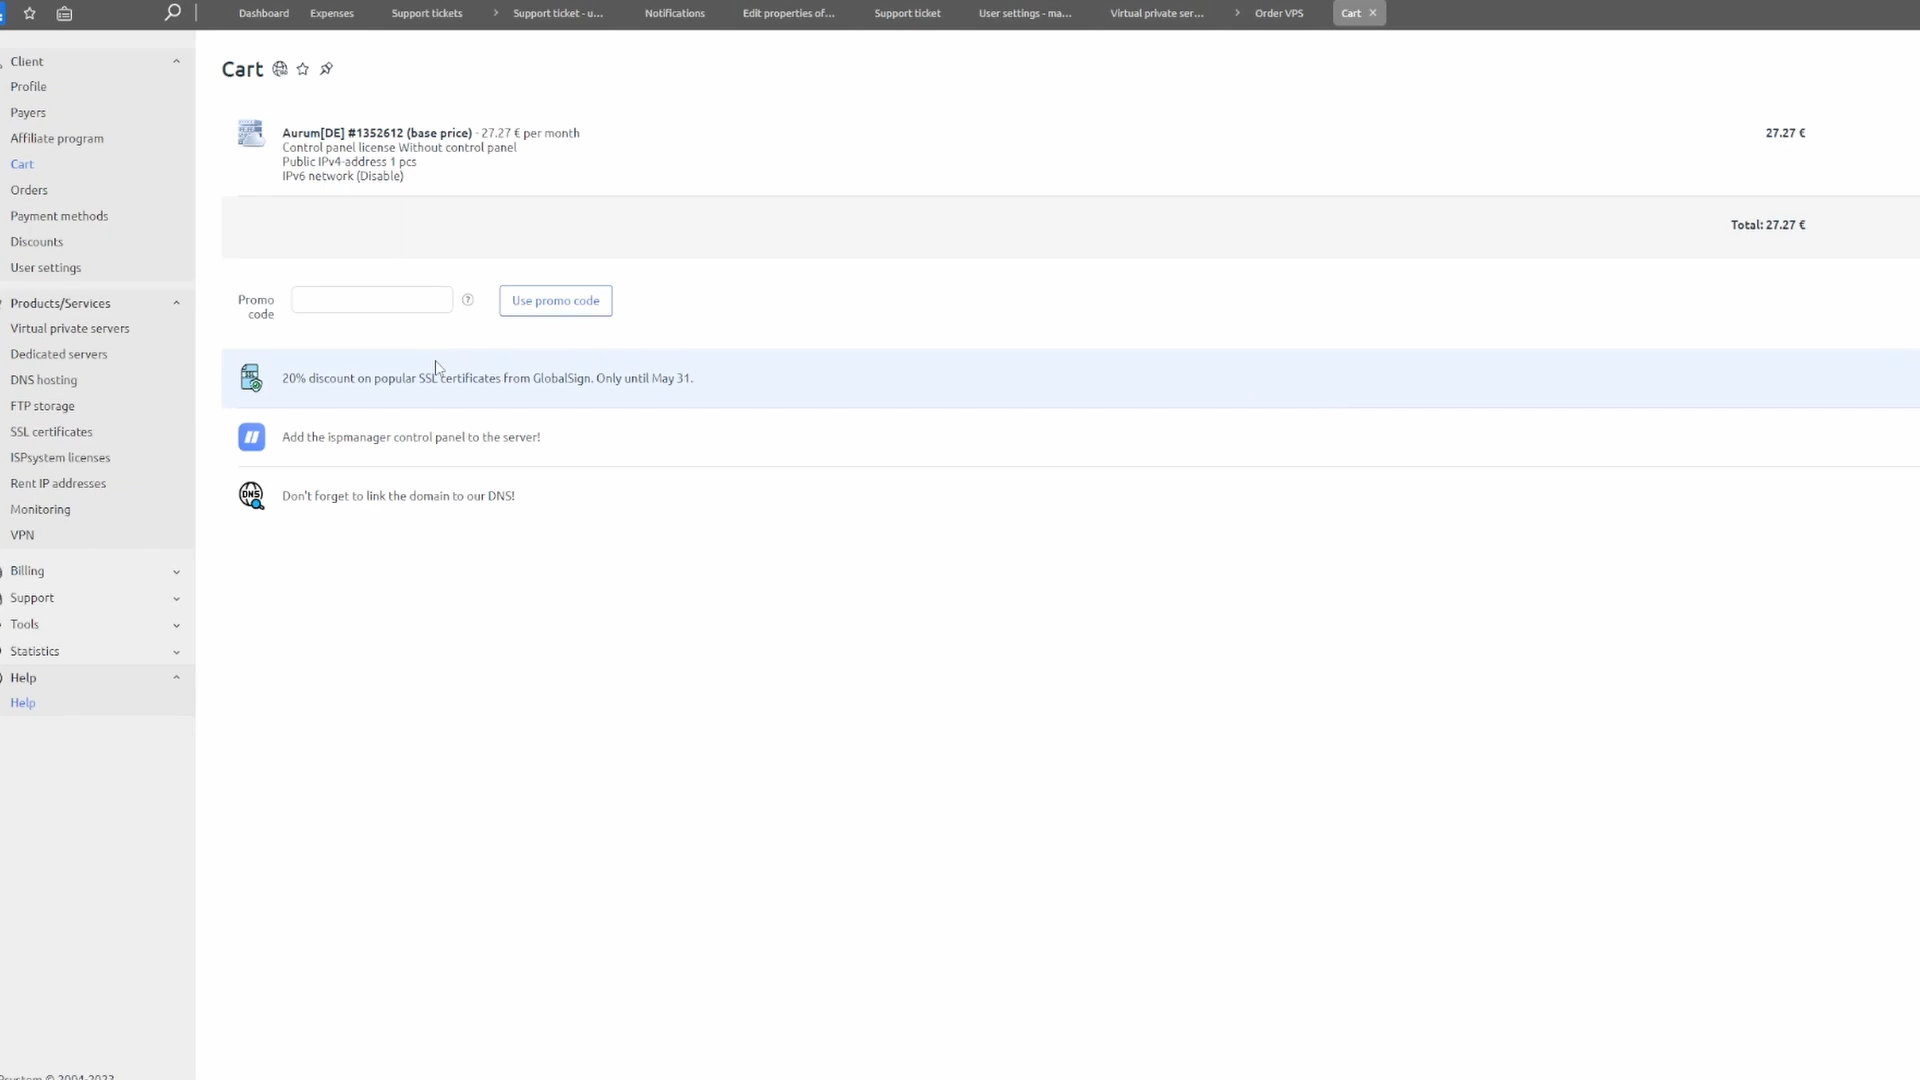 Dashboard Expenses Support tickets Support ticket - u... Notifications Edit properties of... Support ticket User settings - ma... Virtual private ser... Order VPS Cart
Client
Profile
Payers
Affiliate program
Cart
Orders
Payment methods
Discounts
User settings
Products/Services
Virtual private servers
Dedicated servers
DNS hosting
FTP storage
SSL certificates
ISPsystem licenses
Rent IP addresses
Monitoring
VPN
Billing
Support
Tools
Statistics
Help
Help
Cart
Aurum[DE] #1352612 (base price) - 27.27 € per month
27.27 €
Control panel license Without control panel
Public IPv4-address 1 pcs
IPv6 network (Disable)
Total: 27.27 €
Promo
code
Use promo code
SSL
20% discount on popular SSL certificates from GlobalSign. Only until May 31.
Add the ispmanager control panel to the server!
DNS
Don't forget to link the domain to our DNS!